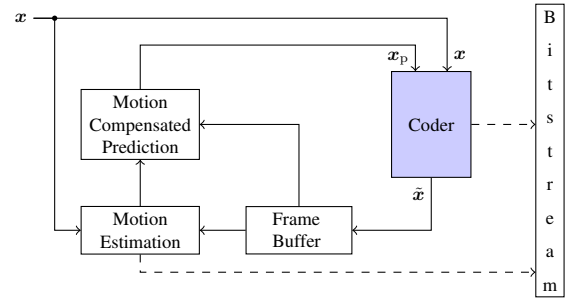 x
x_p
x
Motion
Compensated
Prediction
Coder
x̃
Motion
Estimation
Frame
Buffer
B
i
t
s
t
r
e
a
m